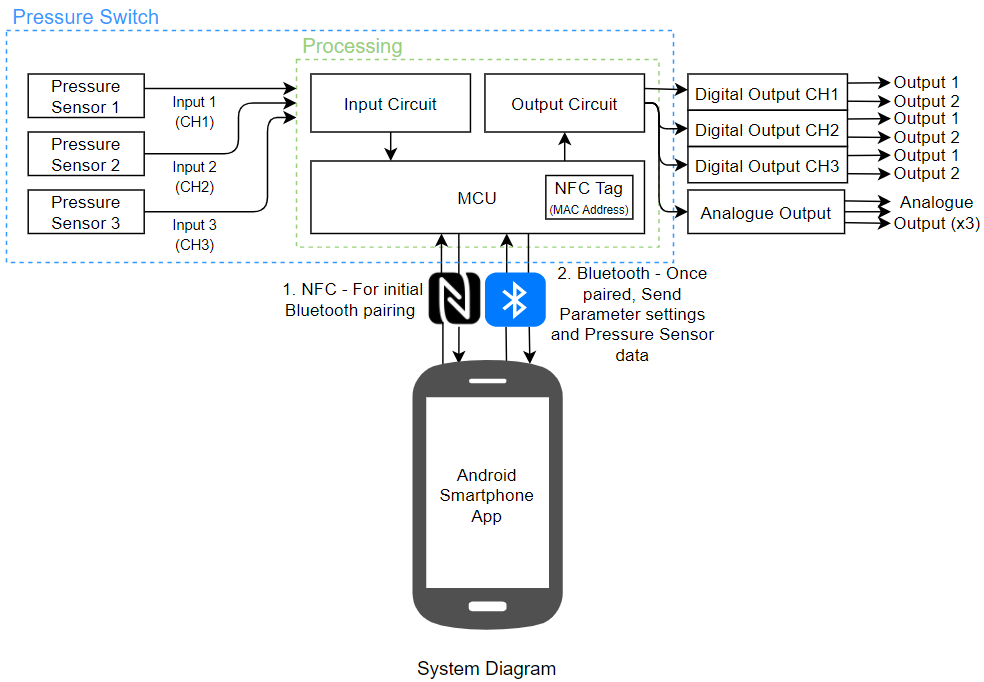 Pressure Switch
Processing
Pressure
Sensor 1
Input 1
(CH1)
Pressure
Sensor 2
Input 2
(CH2)
Pressure
Sensor 3
Input 3
(CH3)
Input Circuit
Output Circuit
MCU
NFC Tag
(MAC Address)
Digital Output CH1
Digital Output CH2
Digital Output CH3
Analogue Output
Output 1
Output 2
Output 1
Output 2
Output 1
Output 2
Analogue
Output (x3)
1. NFC - For initial
Bluetooth pairing
2. Bluetooth - Once
paired, Send
Parameter settings
and Pressure Sensor
data
Android
Smartphone
App
System Diagram